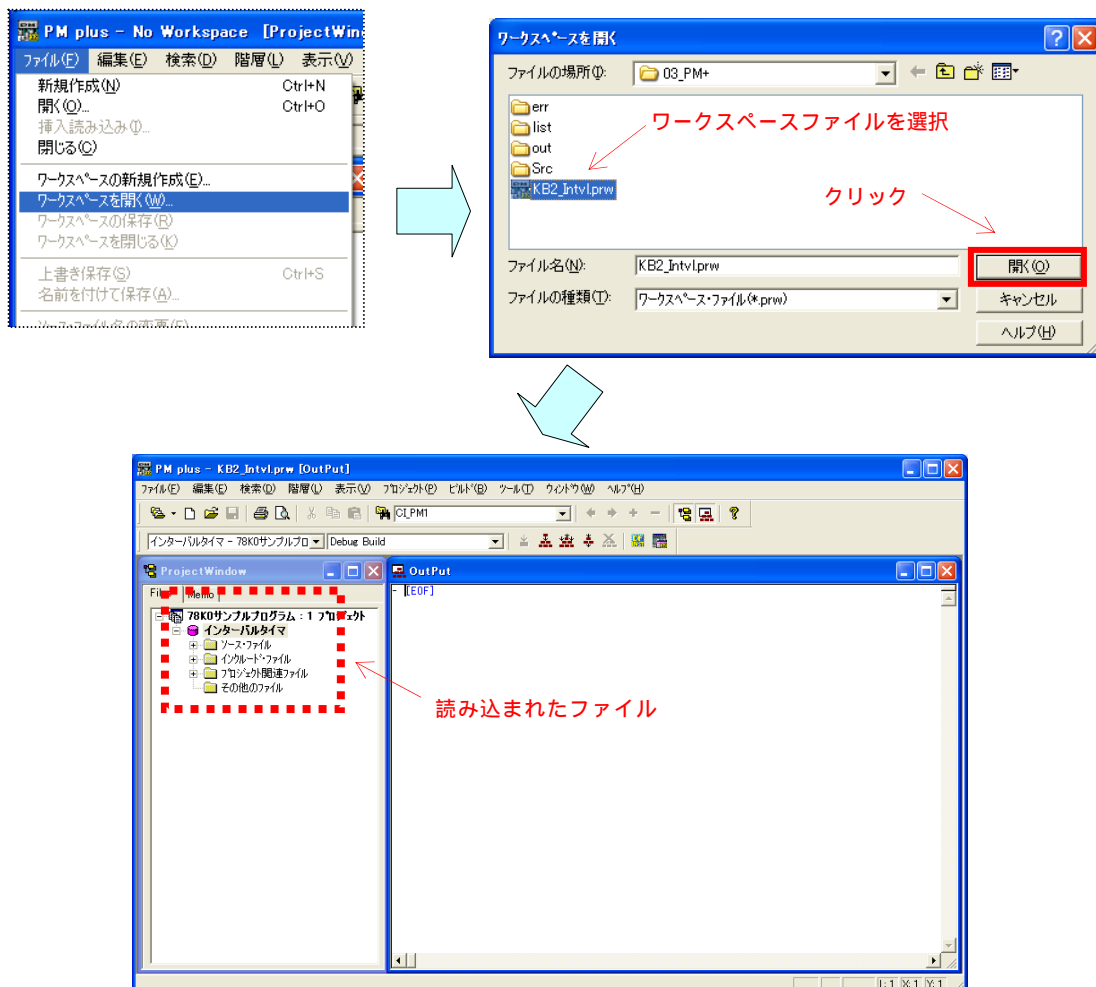 PM plus - No Workspace [ProjectWin
ファイル(F) 編集(E) 検索(D) 階層(L) 表示(V)
新規作成(N) Ctrl+N
開く(O)... Ctrl+O
挿入読み込み(I)...
閉じる(C)
ワークスペースの新規作成(E)...
ワークスペースを開く(W)...
ワークスペースの保存(R)
ワークスペースを閉じる(K)
上書き保存(S) Ctrl+S
名前を付けて保存(A)...
ワークスペースを開く
ファイルの場所(I):
03_PM+
err
list
out
Src
KB2_Intvl.prw
ワークスペースファイルを選択
クリック
ファイル名(N): KB2_Intvl.prw 開く(O)
ファイルの種類(T): ワークスペース・ファイル(*.prw) キャンセル
ヘルプ(H)
PM plus - KB2_Intvl.prw [OutPut]
ファイル(F) 編集(E) 検索(D) 階層(L) 表示(V) プロジェクト(P) ビルド(B) ツール(T) ウィンドウ(W) ヘルプ(H)
CI_PM1
インターバルタイマ - 78K0サンプルプロ Debug Build
ProjectWindow
Memo
78K0サンプルプログラム : 1 プロジェクト
インターバルタイマ
ソース・ファイル
インクルード・ファイル
プロジェクト関連ファイル
その他のファイル
OutPut
[EOF]
読み込まれたファイル
L:1 X:1 Y:1